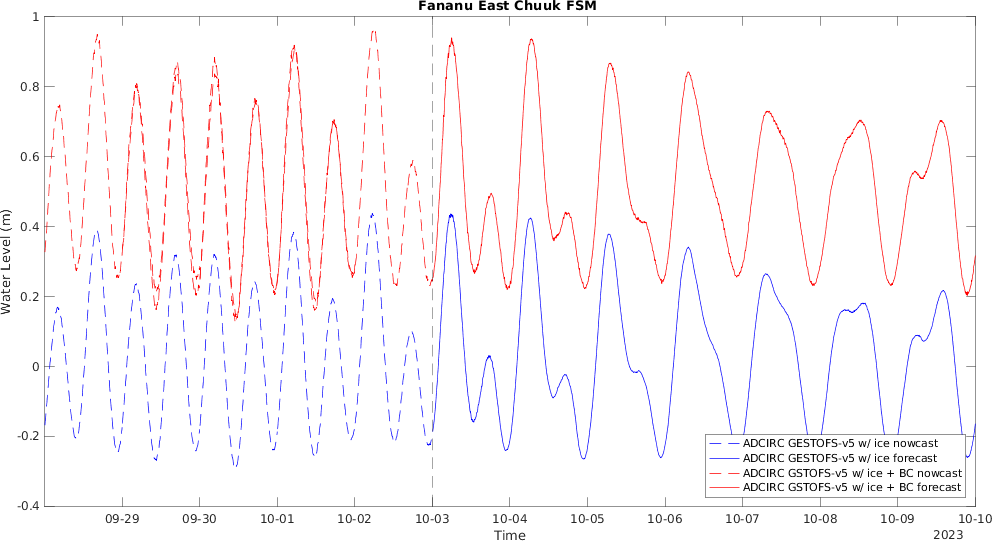 Fananu East Chuuk FSM
1
0.8
0.6
0.4
0.2
0
-0.2
-0.4
Water Level (m)
09-29 09-30 10-01 10-02 10-03 10-04 10-05 10-06 10-07 10-08 10-09 10-10
Time
2023
ADCIRC GESTOFS-v5 w/ ice nowcast
ADCIRC GESTOFS-v5 w/ ice forecast
ADCIRC GSTOFS-v5 w/ ice + BC nowcast
ADCIRC GSTOFS-v5 w/ ice + BC forecast